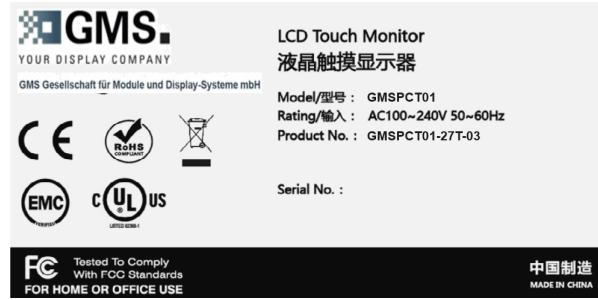 GMS.
YOUR DISPLAY COMPANY
GMS Gesellschaft für Module und Display-Systeme mbH
LCD Touch Monitor
液晶触摸显示器
Model/型号： GMSPCT01
Rating/输入： AC100~240V 50~60Hz
Product No.： GMSPCT01-27T-03
Serial No.：
CE
RoHS
COMPLIANT
EMC
C UL US
FC
Tested To Comply
With FCC Standards
FOR HOME OR OFFICE USE
中国制造
MADE IN CHINA